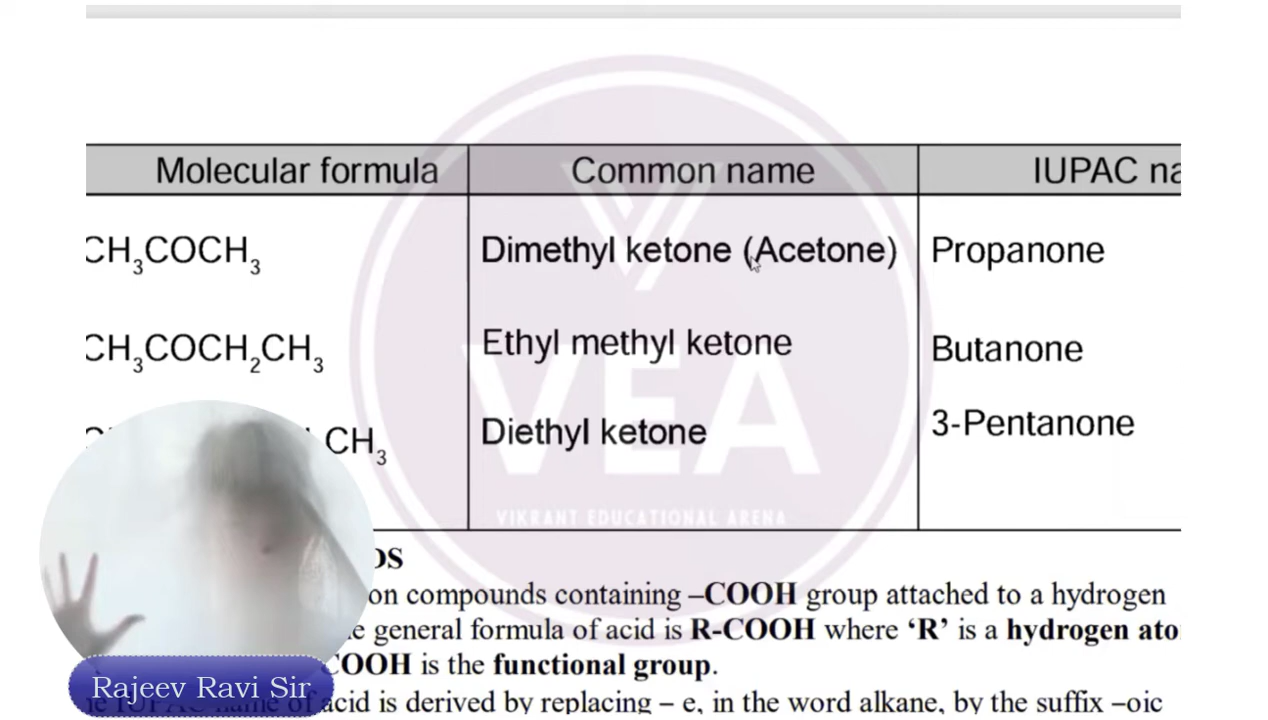 Molecular formula Common name IUPAC
CH₃COCH₃ Dimethyl ketone (Acetone) Propanone
CH₃COCH₂CH₃ Ethyl methyl ketone Butanone
CH₃ Diethyl ketone 3-Pentanone
VEA
VIKRANT EDUCATIONAL ARENA
on compounds containing –COOH group attached to a hydrogen
general formula of acid is R-COOH where ‘R’ is a hydrogen
COOH is the functional group.
Rajeev Ravi Sir
IUPAC name of acid is derived by replacing – e, in the word alkane, by the suffix –oic